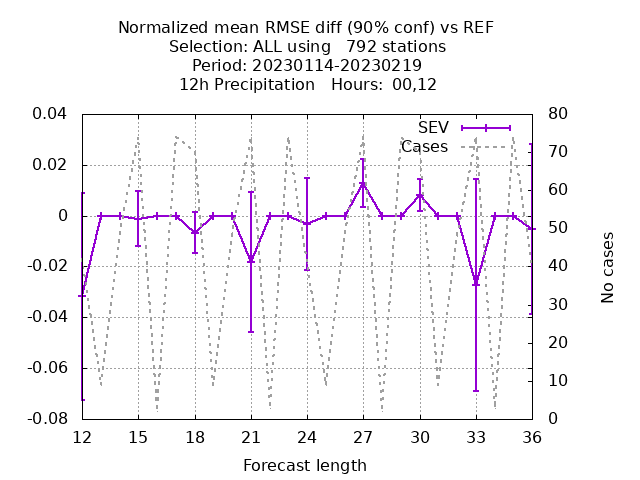 Normalized mean RMSE diff (90% conf) vs REF
Selection: ALL using   792 stations
Period: 20230114-20230219
12h Precipitation   Hours:  00,12
SEV
Cases
0.04
0.02
0
-0.02
-0.04
-0.06
-0.08
80
70
60
50
40
30
20
10
0
No cases
12 15 18 21 24 27 30 33 36
Forecast length